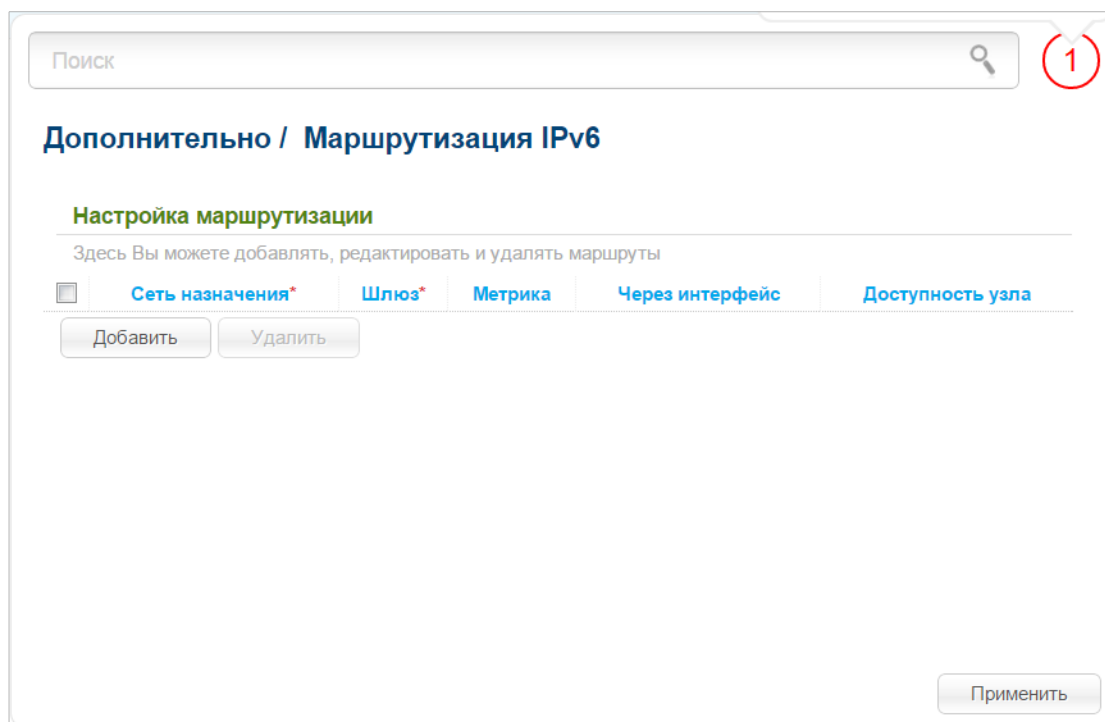 Поиск
1
Дополнительно / Маршрутизация IPv6
Настройка маршрутизации
Здесь Вы можете добавлять, редактировать и удалять маршруты
Сеть назначения* Шлюз* Метрика Через интерфейс Доступность узла
Добавить Удалить
Применить